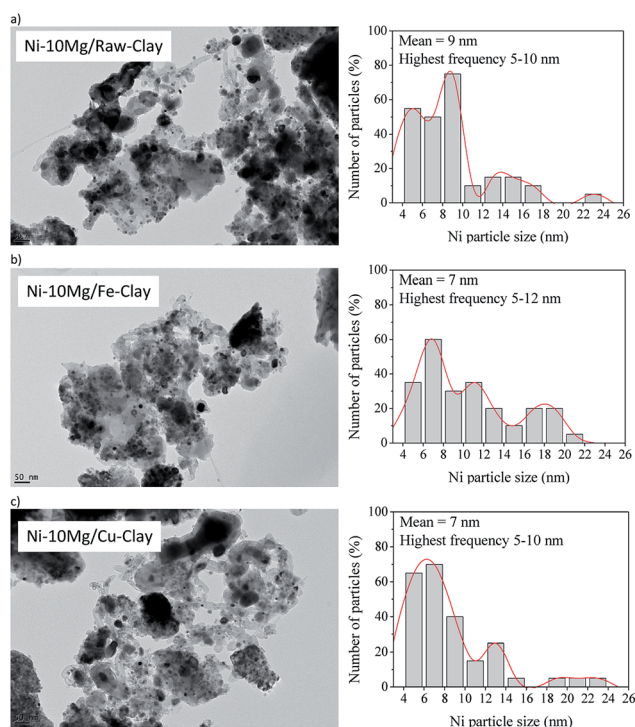 a)
Ni-10Mg/Raw-Clay
Mean = 9 nm
Highest frequency 5-10 nm
Number of particles (%)
100
80
60
40
20
0
4 6 8 10 12 14 16 18 20 22 24
Ni particle size (nm)
b)
Ni-10Mg/Fe-Clay
50 nm
Mean = 7 nm
Highest frequency 5-12 nm
Number of particles (%)
100
80
60
40
20
0
4 6 8 10 12 14 16 18 20 22 24 26
Ni particle size (nm)
c)
Ni-10Mg/Cu-Clay
50 nm
Mean = 7 nm
Highest frequency 5-10 nm
Number of particles (%)
100
80
60
40
20
0
4 6 8 10 12 14 16 18 20 22 24 26
Ni particle size (nm)